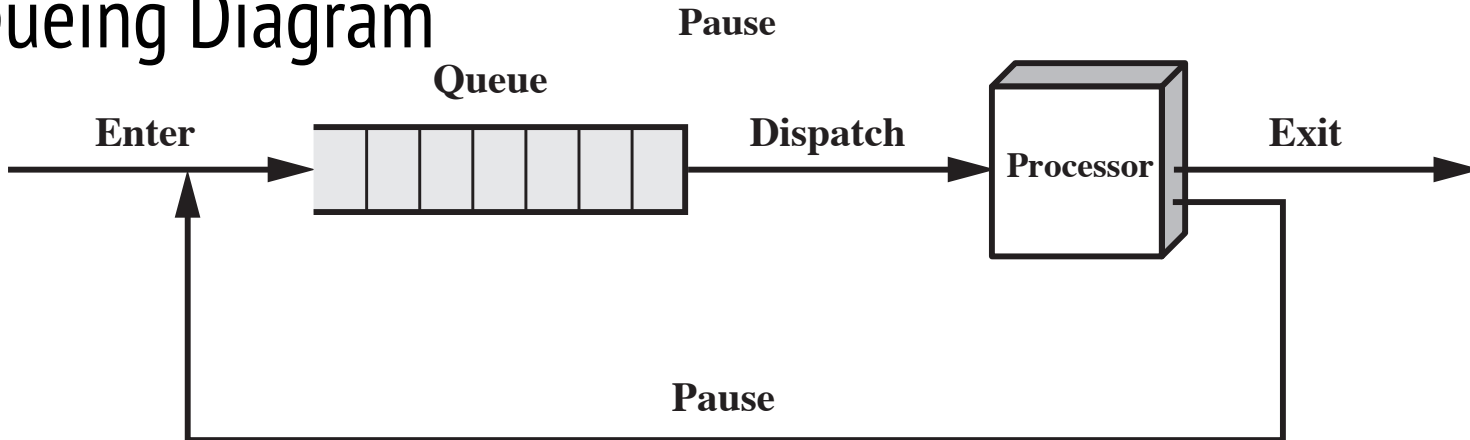 ueing Diagram
Pause
Queue
Enter
Dispatch
Processor
Exit
Pause